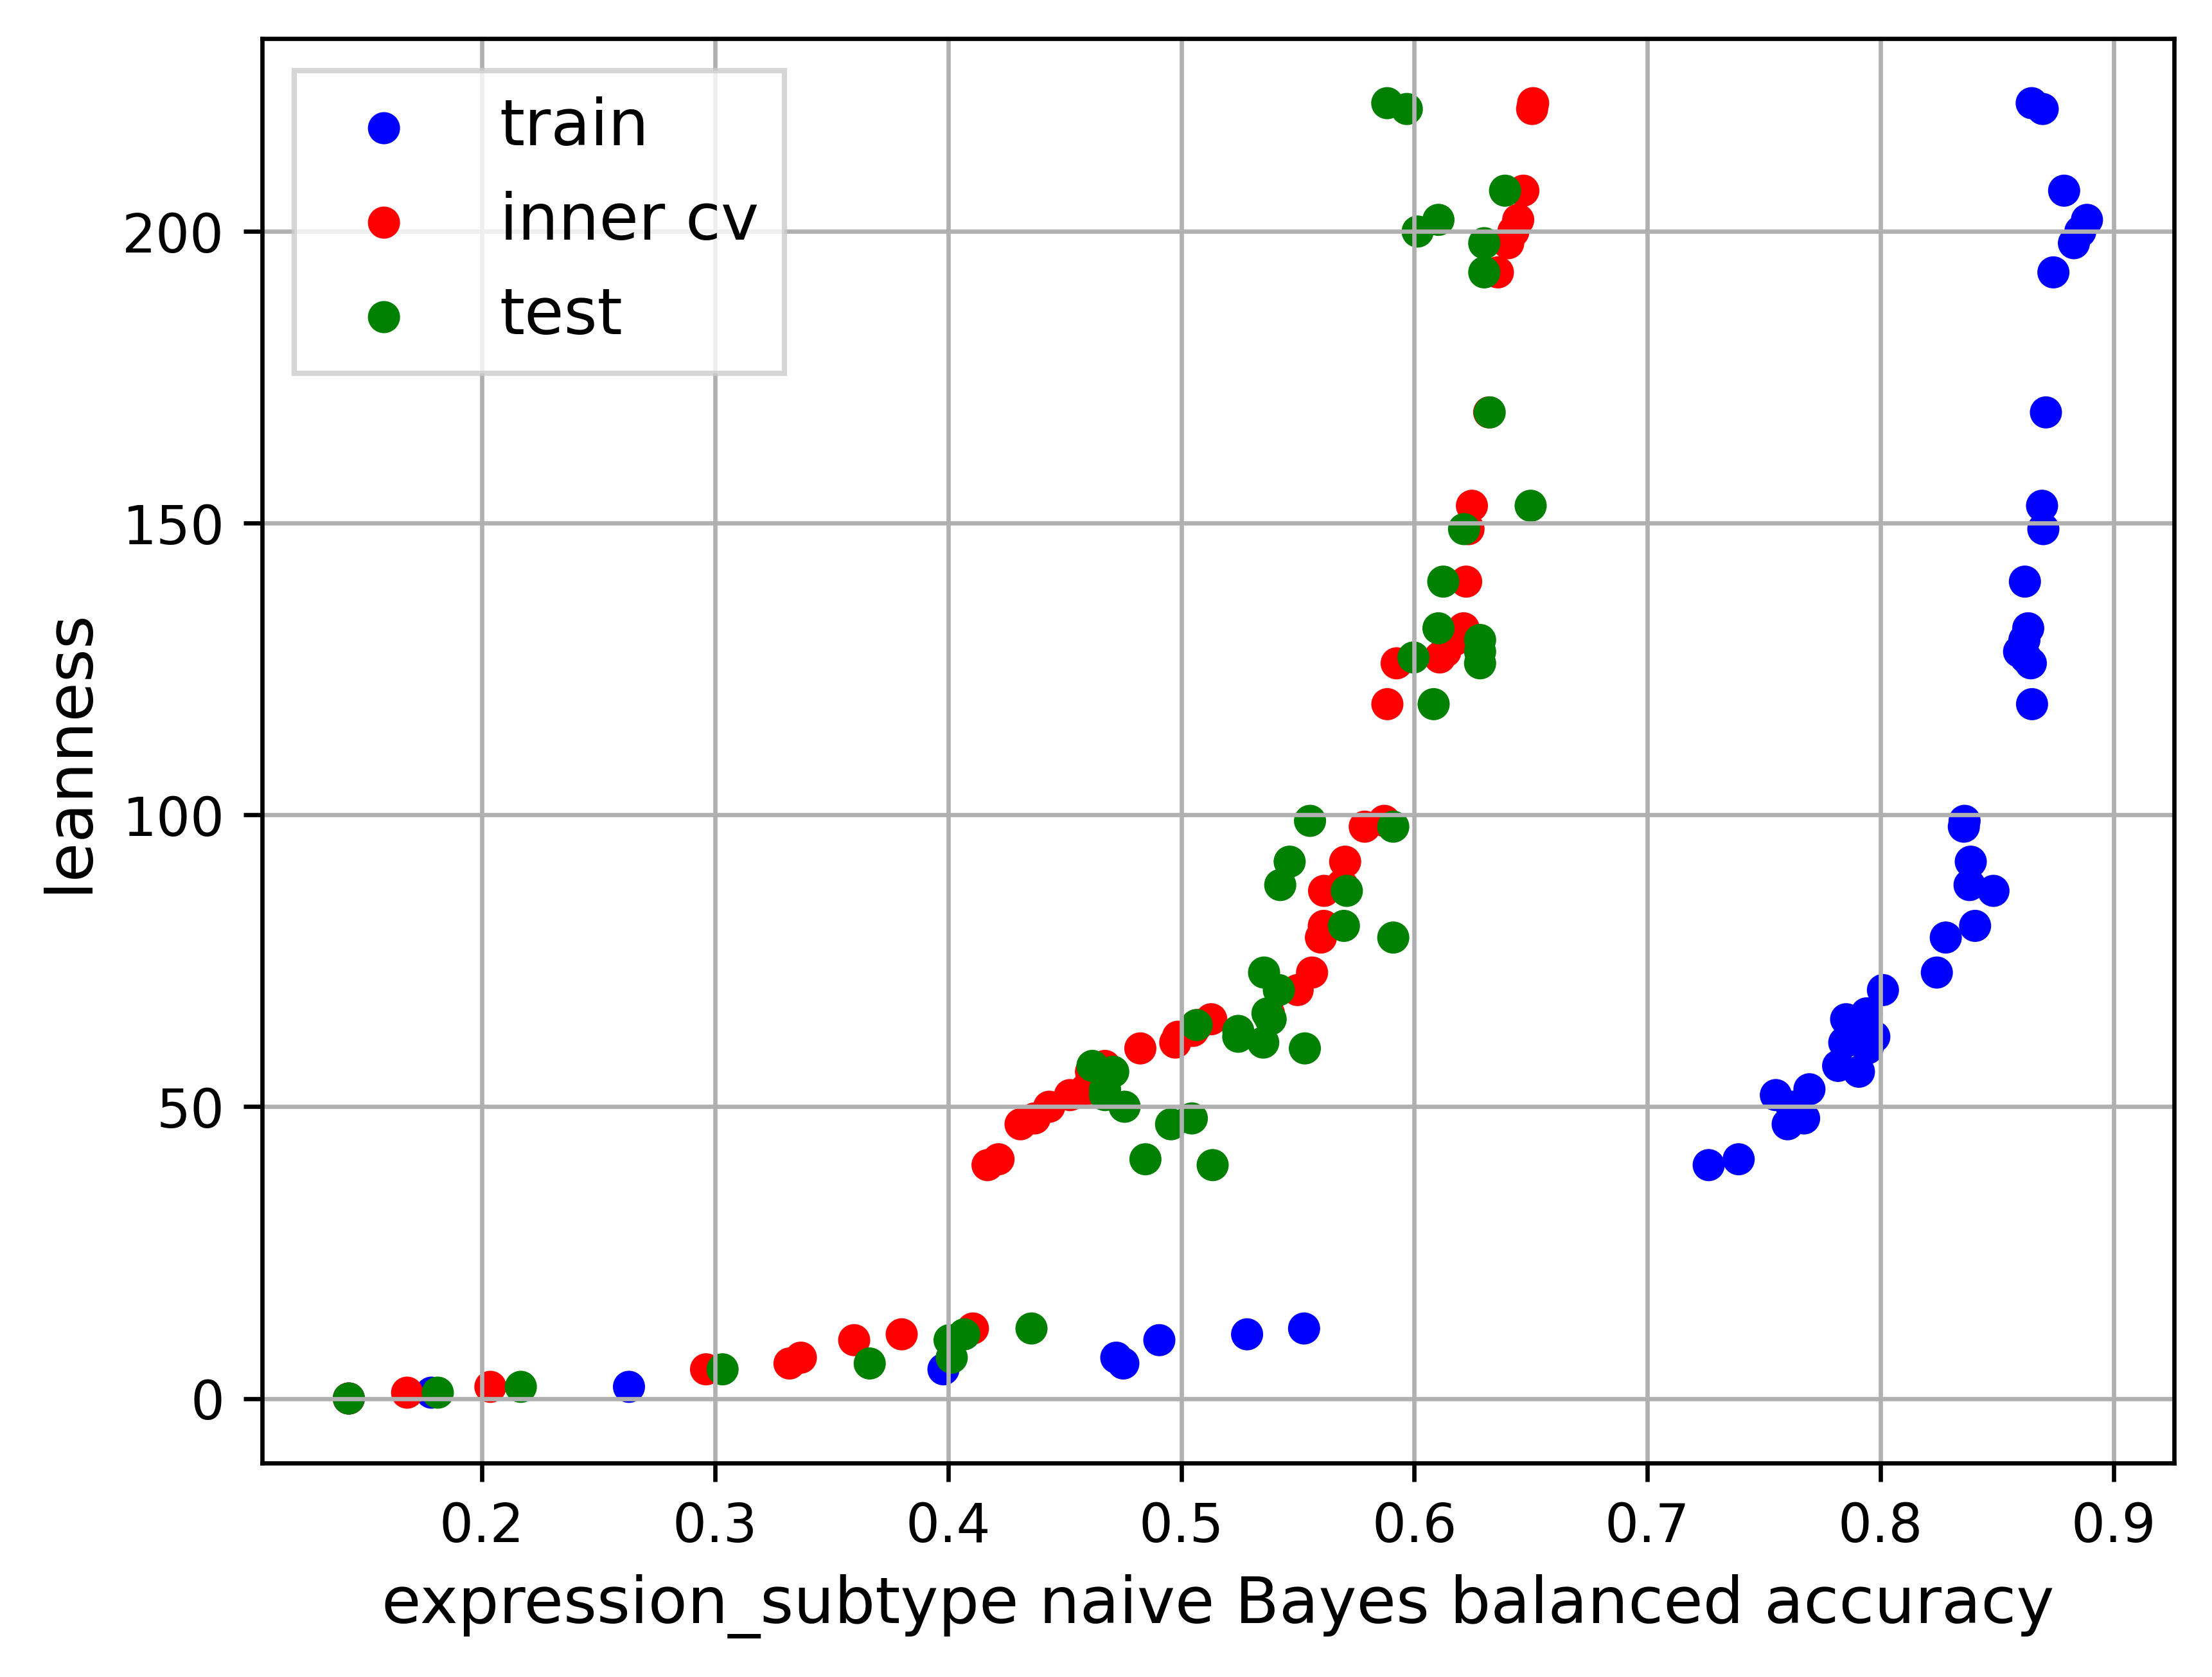 train
inner cv
test
200
150
100
50
0
leanness
0.2 0.3 0.4 0.5 0.6 0.7 0.8 0.9
expression_subtype naive Bayes balanced accuracy